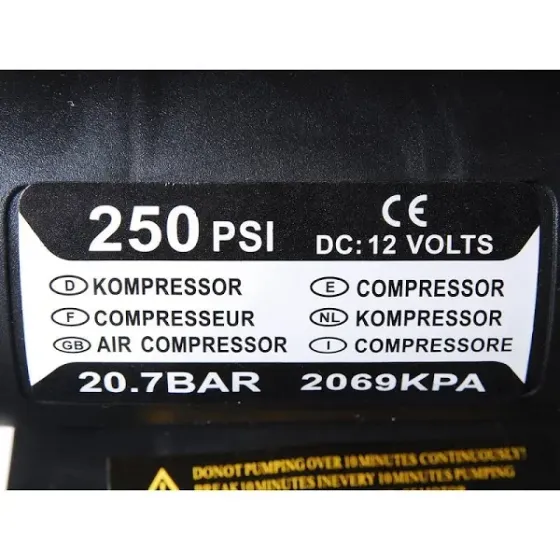 250 PSI
CE
DC: 12 VOLTS
D KOMPRESSOR
E COMPRESSOR
F COMPRESSEUR
NL KOMPRESSOR
GB AIR COMPRESSOR
I COMPRESSORE
20.7BAR 2069KPA
DONOT PUMPING OVER 10 MINUTES CONTINUOUSLY!
BREAK 10 MINUTES INEVERY 10 MINUTES PUMPING